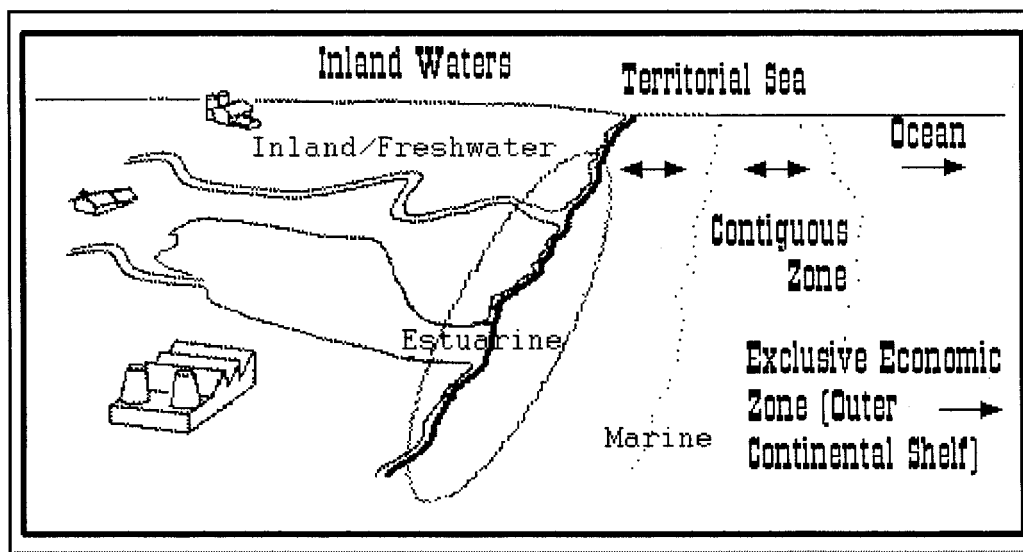 Inland Waters
Territorial Sea
Ocean
Inland/Freshwater
Contiguous
Zone
Estuarine
Exclusive Economic
Zone (Outer
Continental Shelf)
Marine